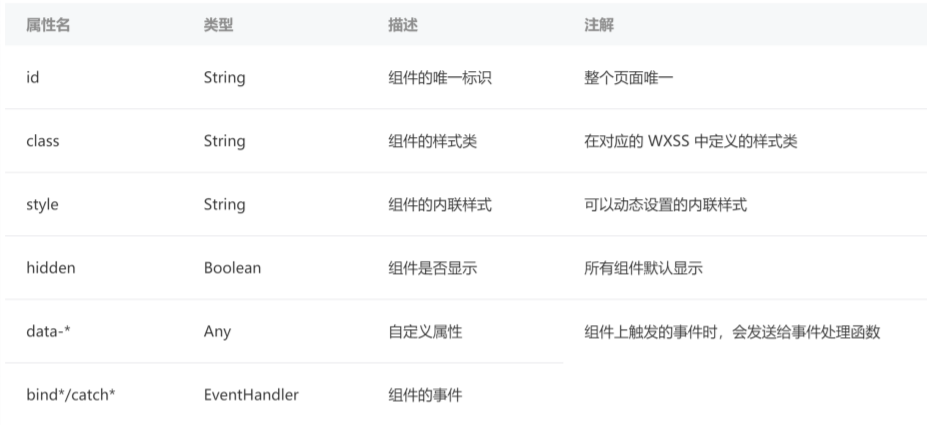 属性名 类型 描述 注解
id String 组件的唯一标识 整个页面唯一
class String 组件的样式类 在对应的 WXSS 中定义的样式类
style String 组件的内联样式 可以动态设置的内联样式
hidden Boolean 组件是否显示 所有组件默认显示
data-* Any 自定义属性 组件上触发的事件时，会发送给事件处理函数
bind*/catch* EventHandler 组件的事件